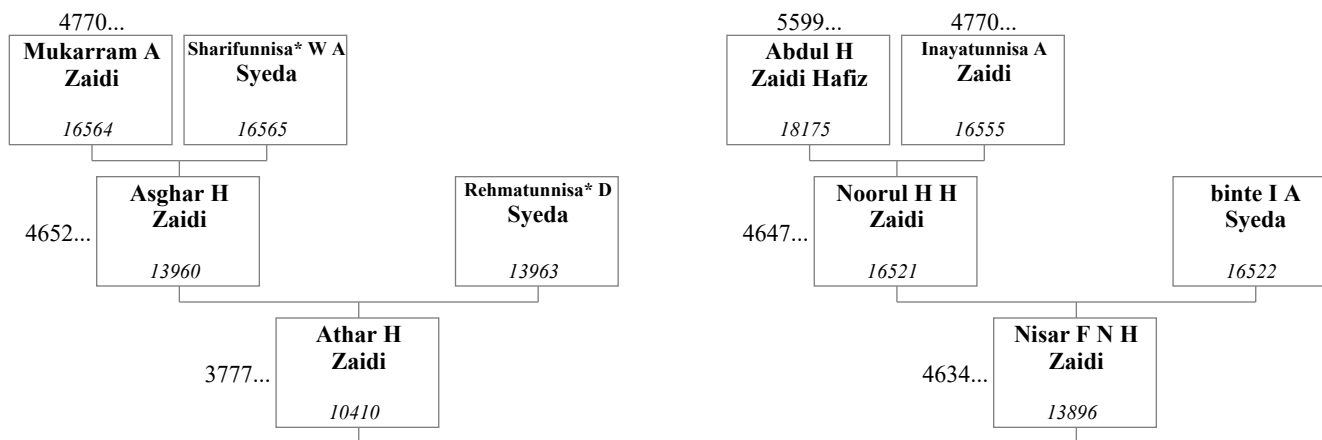 4770...
Mukarram A
Zaidi
16564
Sharifunnisa* W A
Syeda
16565
5599...
Abdul H
Zaidi Hafiz
18175
4770...
Inayatunnisa A
Zaidi
16555
4652...
Asghar H
Zaidi
13960
Rehmatunnisa* D
Syeda
13963
4647...
Noorul H H
Zaidi
16521
binte I A
Syeda
16522
3777...
Athar H
Zaidi
10410
4634...
Nisar F N H
Zaidi
13896